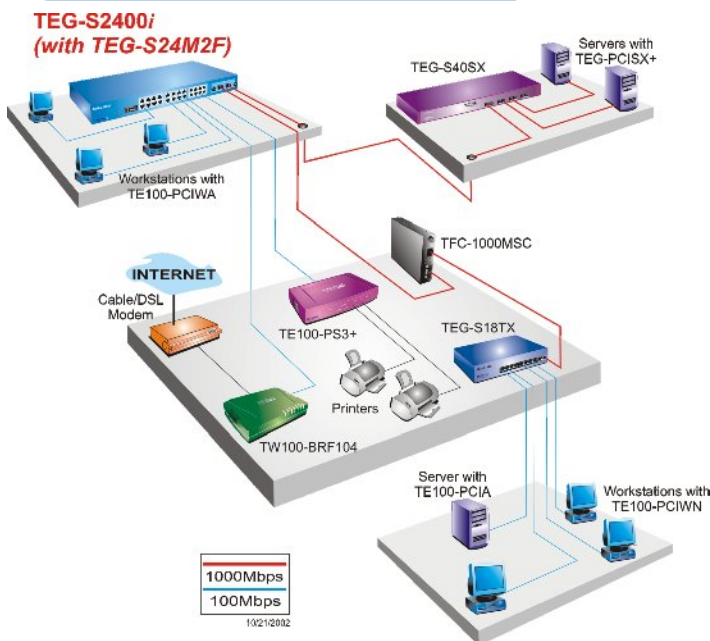 TEG-S2400i
(with TEG-S24M2F)
TEG-S40SX
Servers with
TEG-PCISX+
Workstations with
TE100-PCIWA
TFC-1000MSC
INTERNET
Cable/DSL
Modem
TE100-PS3+
TEG-S18TX
Printers
TW100-BRF104
Server with
TE100-PCIA
Workstations with
TE100-PCIWN
1000Mbps
100Mbps
10/21/2002